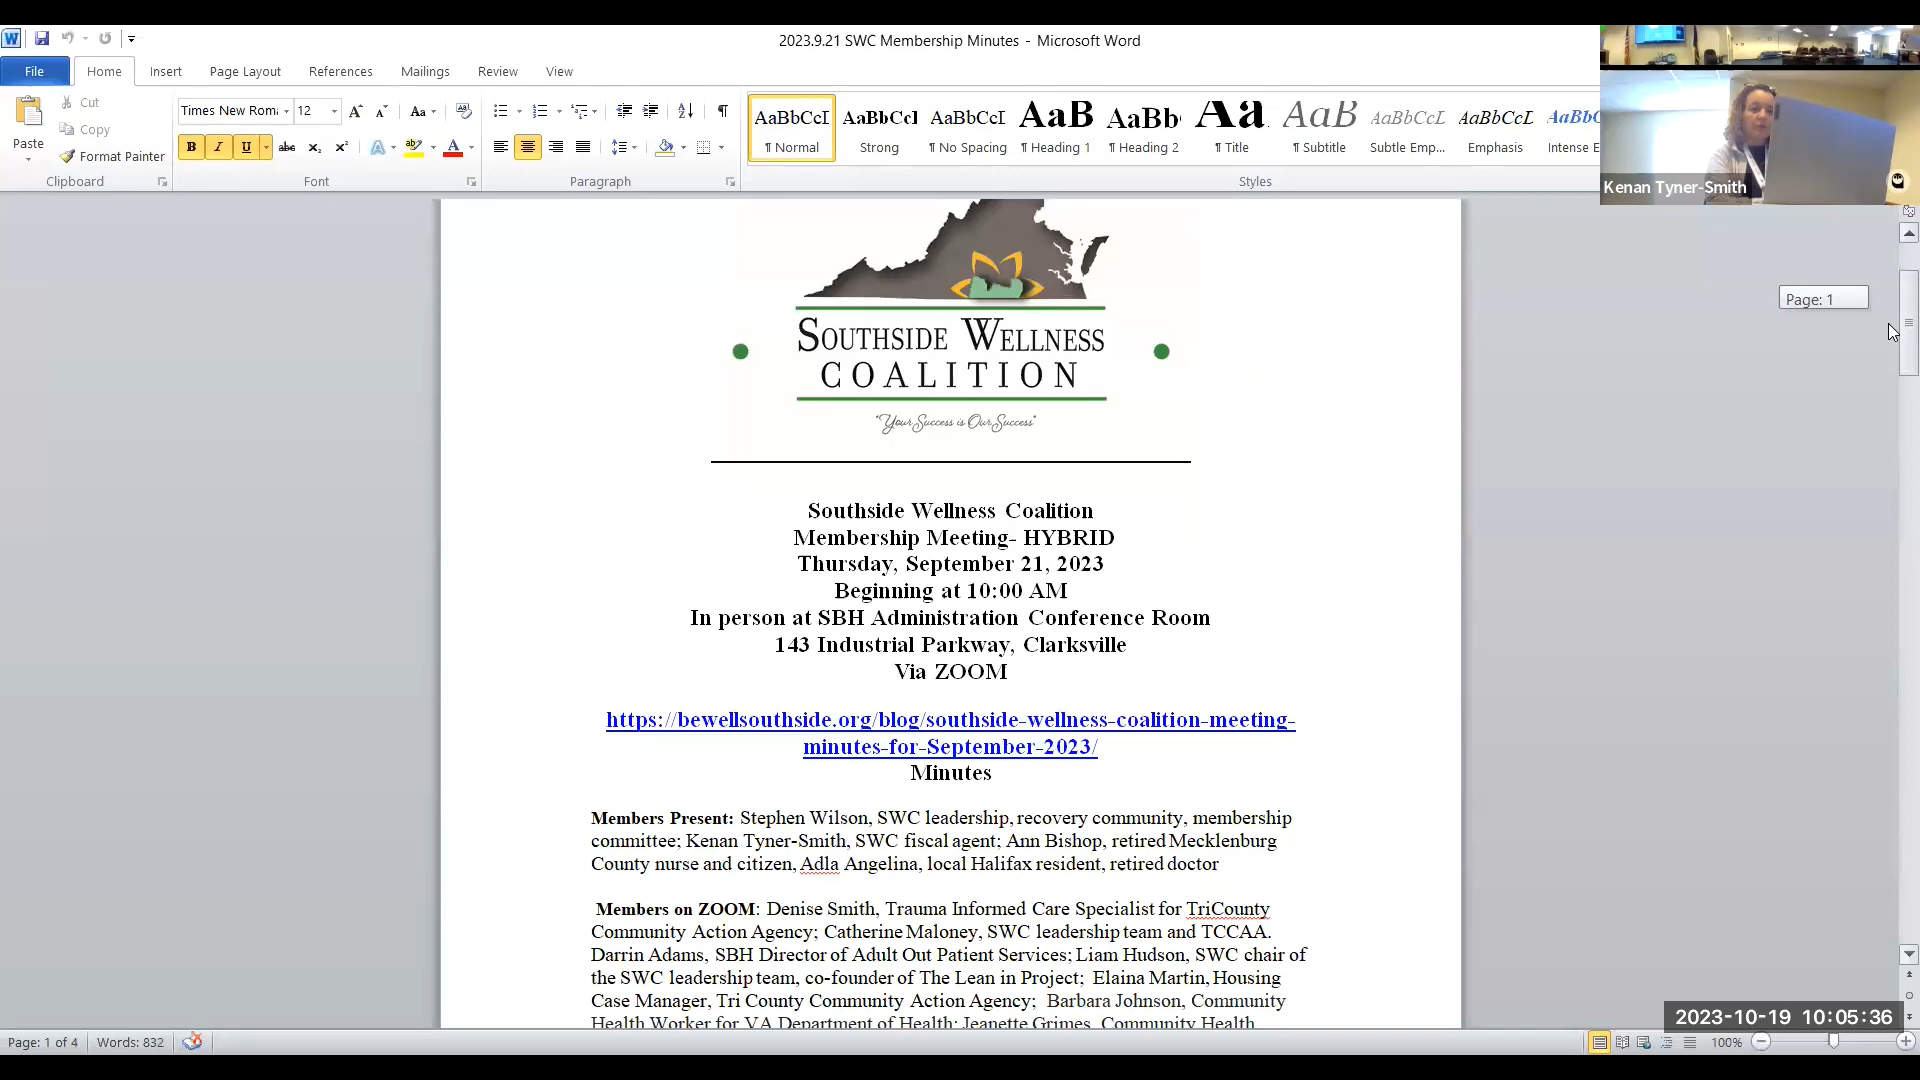 2023.9.21 SWC Membership Minutes - Microsoft Word
File Home Insert Page Layout References Mailings Review View
Cut
Copy
Paste
Format Painter
Clipboard
Times New Roma 12
Font
Paragraph
AaBbCcI AaBbCcI AaBbCcI AaB AaBb( Aa. AaB AaBbCcL AaBbCcL AaBbC
¶ Normal Strong ¶ No Spacing ¶ Heading 1 ¶ Heading 2 ¶ Title ¶ Subtitle Subtle Emp... Emphasis Intense E
Styles
Kenan Tyner-Smith
Page: 1
SOUTHSIDE WELLNESS
COALITION
"Your Success is Our Success"
Southside Wellness Coalition
Membership Meeting- HYBRID
Thursday, September 21, 2023
Beginning at 10:00 AM
In person at SBH Administration Conference Room
143 Industrial Parkway, Clarksville
Via ZOOM
https://bewellsouthside.org/blog/southside-wellness-coalition-meeting-
minutes-for-September-2023/
Minutes
Members Present: Stephen Wilson, SWC leadership, recovery community, membership
committee; Kenan Tyner-Smith, SWC fiscal agent; Ann Bishop, retired Mecklenburg
County nurse and citizen, Adla Angelina, local Halifax resident, retired doctor
Members on ZOOM: Denise Smith, Trauma Informed Care Specialist for TriCounty
Community Action Agency; Catherine Maloney, SWC leadership team and TCCAA.
Darrin Adams, SBH Director of Adult Out Patient Services; Liam Hudson, SWC chair of
the SWC leadership team, co-founder of The Lean in Project; Elaina Martin, Housing
Case Manager, Tri County Community Action Agency; Barbara Johnson, Community
Health Worker for VA Department of Health; Jeanette Grimes, Community Health
2023-10-19 10:05:36
Page: 1 of 4 Words: 832
100%